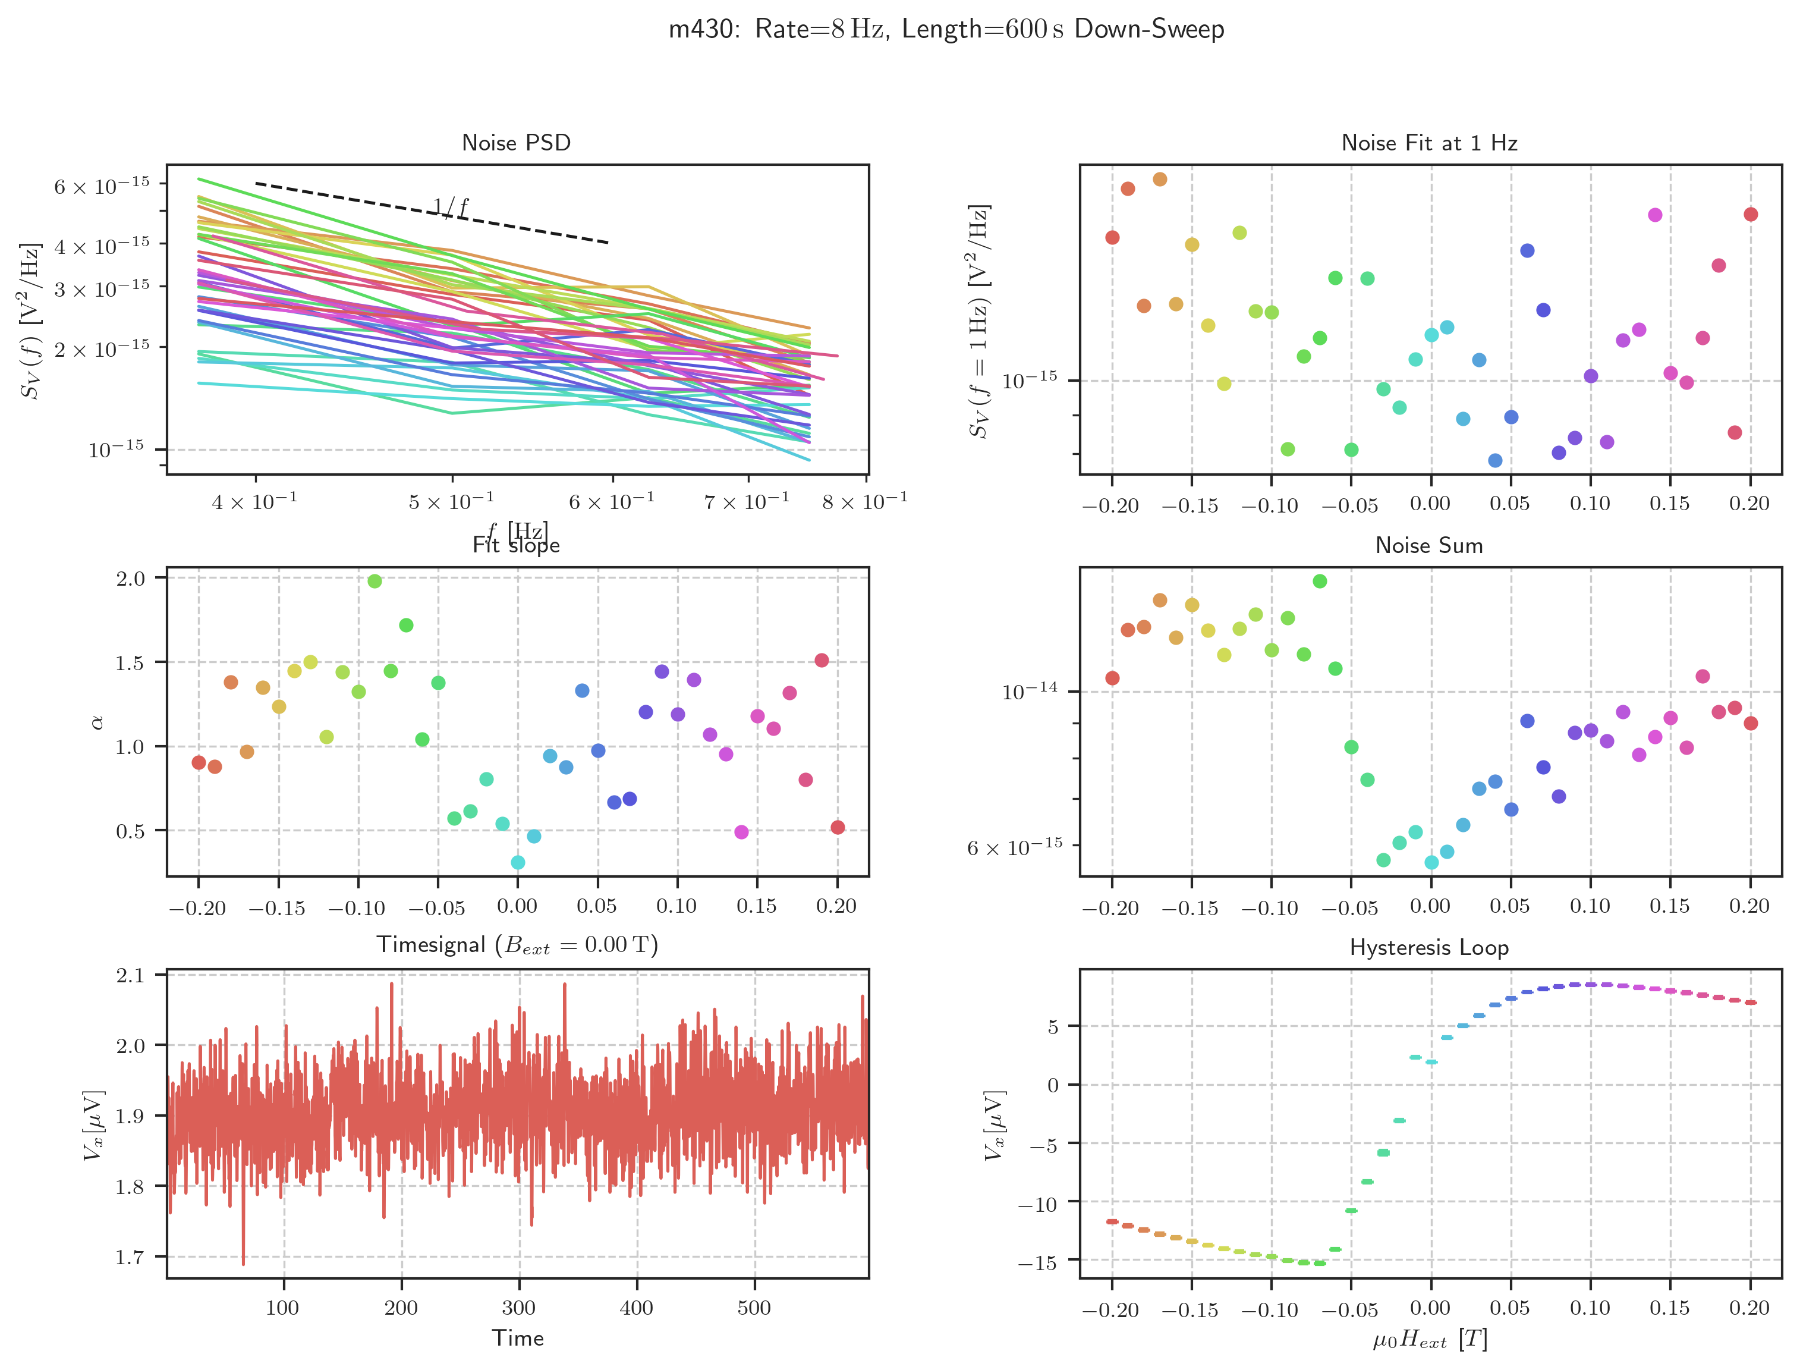 m430: Rate=8 Hz, Length=600 s Down-Sweep
Noise PSD
6 × 10⁻¹⁵
4 × 10⁻¹⁵
3 × 10⁻¹⁵
2 × 10⁻¹⁵
10⁻¹⁵
S_V(f) [V²/Hz]
1/f
4 × 10⁻¹ 5 × 10⁻¹ 6 × 10⁻¹ 7 × 10⁻¹ 8 × 10⁻¹
f [Hz]
Noise Fit at 1 Hz
S_V(f = 1 Hz) [V²/Hz]
10⁻¹⁵
−0.20 −0.15 −0.10 −0.05 0.00 0.05 0.10 0.15 0.20
Fit slope
2.0
1.5
1.0
0.5
α
−0.20 −0.15 −0.10 −0.05 0.00 0.05 0.10 0.15 0.20
Noise Sum
10⁻¹⁴
6 × 10⁻¹⁵
−0.20 −0.15 −0.10 −0.05 0.00 0.05 0.10 0.15 0.20
Timesignal (B_ext = 0.00 T)
2.1
2.0
1.9
1.8
1.7
V_x[μV]
100 200 300 400 500
Time
Hysteresis Loop
5
0
−5
−10
−15
V_x[μV]
−0.20 −0.15 −0.10 −0.05 0.00 0.05 0.10 0.15 0.20
μ₀H_ext [T]